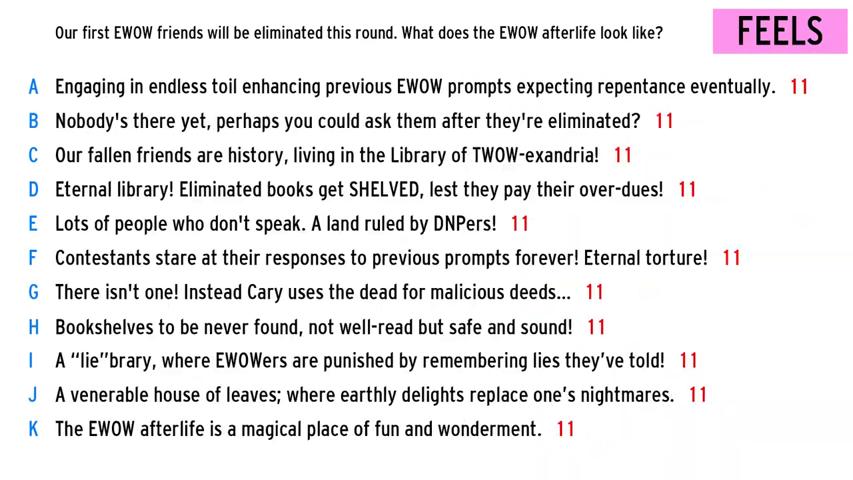 Our first EWOW friends will be eliminated this round. What does the EWOW afterlife look like?
FEELS
A Engaging in endless toil enhancing previous EWOW prompts expecting repentance eventually. 11
B Nobody's there yet, perhaps you could ask them after they're eliminated? 11
C Our fallen friends are history, living in the Library of TWOW-exandria! 11
D Eternal library! Eliminated books get SHELVED, lest they pay their over-dues! 11
E Lots of people who don't speak. A land ruled by DNPers! 11
F Contestants stare at their responses to previous prompts forever! Eternal torture! 11
G There isn't one! Instead Cary uses the dead for malicious deeds... 11
H Bookshelves to be never found, not well-read but safe and sound! 11
I A “lie”brary, where EWOWers are punished by remembering lies they’ve told! 11
J A venerable house of leaves; where earthly delights replace one’s nightmares. 11
K The EWOW afterlife is a magical place of fun and wonderment. 11